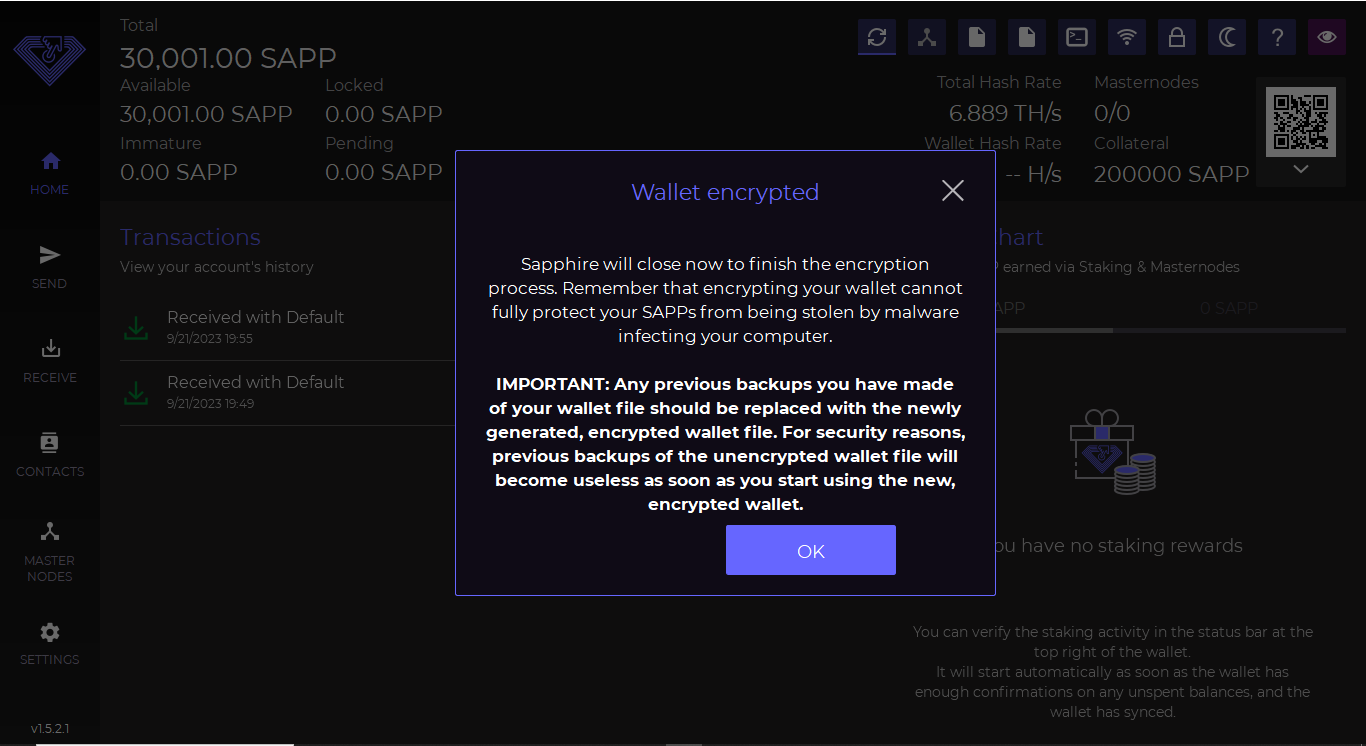 Total
30,001.00 SAPP
Available
Locked
30,001.00 SAPP
0.00 SAPP
Immature
Pending
0.00 SAPP
0.00 SAPP
Total Hash Rate
Masternodes
6.889 TH/s
0/0
Wallet Hash Rate
Collateral
-- H/s
200000 SAPP
HOME
SEND
RECEIVE
CONTACTS
MASTER
NODES
SETTINGS
v1.5.2.1
Transactions
View your account's history
Received with Default
9/21/2023 19:55
Received with Default
9/21/2023 19:49
Wallet encrypted
Sapphire will close now to finish the encryption
process. Remember that encrypting your wallet cannot
fully protect your SAPPs from being stolen by malware
infecting your computer.
IMPORTANT: Any previous backups you have made
of your wallet file should be replaced with the newly
generated, encrypted wallet file. For security reasons,
previous backups of the unencrypted wallet file will
become useless as soon as you start using the new,
encrypted wallet.
OK
hart
earned via Staking & Masternodes
APP
0 SAPP
ou have no staking rewards
You can verify the staking activity in the status bar at the
top right of the wallet.
It will start automatically as soon as the wallet has
enough confirmations on any unspent balances, and the
wallet has synced.